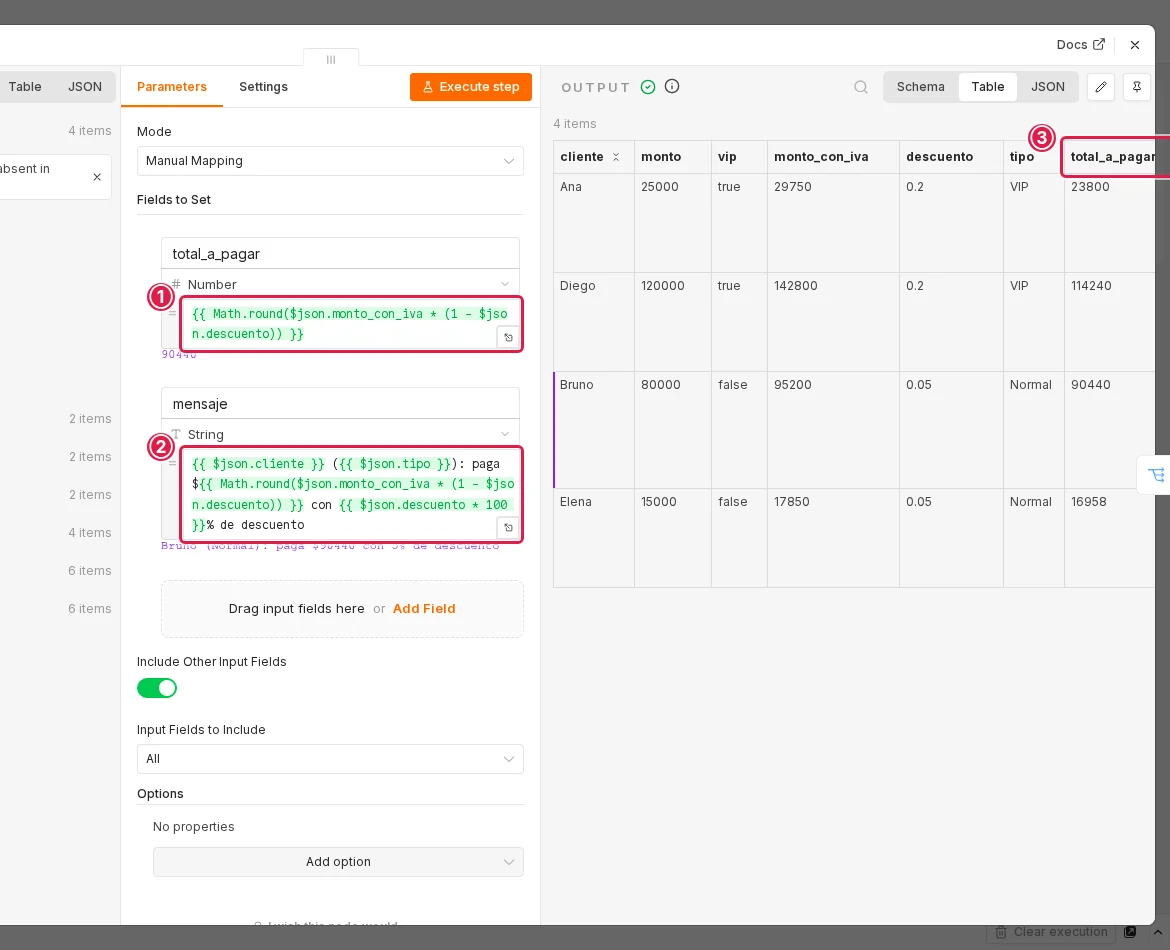 Docs
Table JSON
4 items
absent in
2 items
2 items
2 items
4 items
6 items
6 items
Parameters Settings Execute step
Mode
Manual Mapping
Fields to Set
total_a_pagar
# Number
1
= {{ Math.round($json.monto_con_iva * (1 - $jso
n.descuento)) }}
90440
mensaje
T String
2
= {{ $json.cliente }} ({{ $json.tipo }}): paga
${{ Math.round($json.monto_con_iva * (1 - $jso
n.descuento)) }} con {{ $json.descuento * 100
}}% de descuento
Bruno (Normal): paga $90440 con 5% de descuento
Drag input fields here or Add Field
Include Other Input Fields
Input Fields to Include
All
Options
No properties
Add option
I wish this node would
OUTPUT
Schema Table JSON
4 items
3
cliente monto vip monto_con_iva descuento tipo total_a_pagar
Ana 25000 true 29750 0.2 VIP 23800
Diego 120000 true 142800 0.2 VIP 114240
Bruno 80000 false 95200 0.05 Normal 90440
Elena 15000 false 17850 0.05 Normal 16958
Clear execution